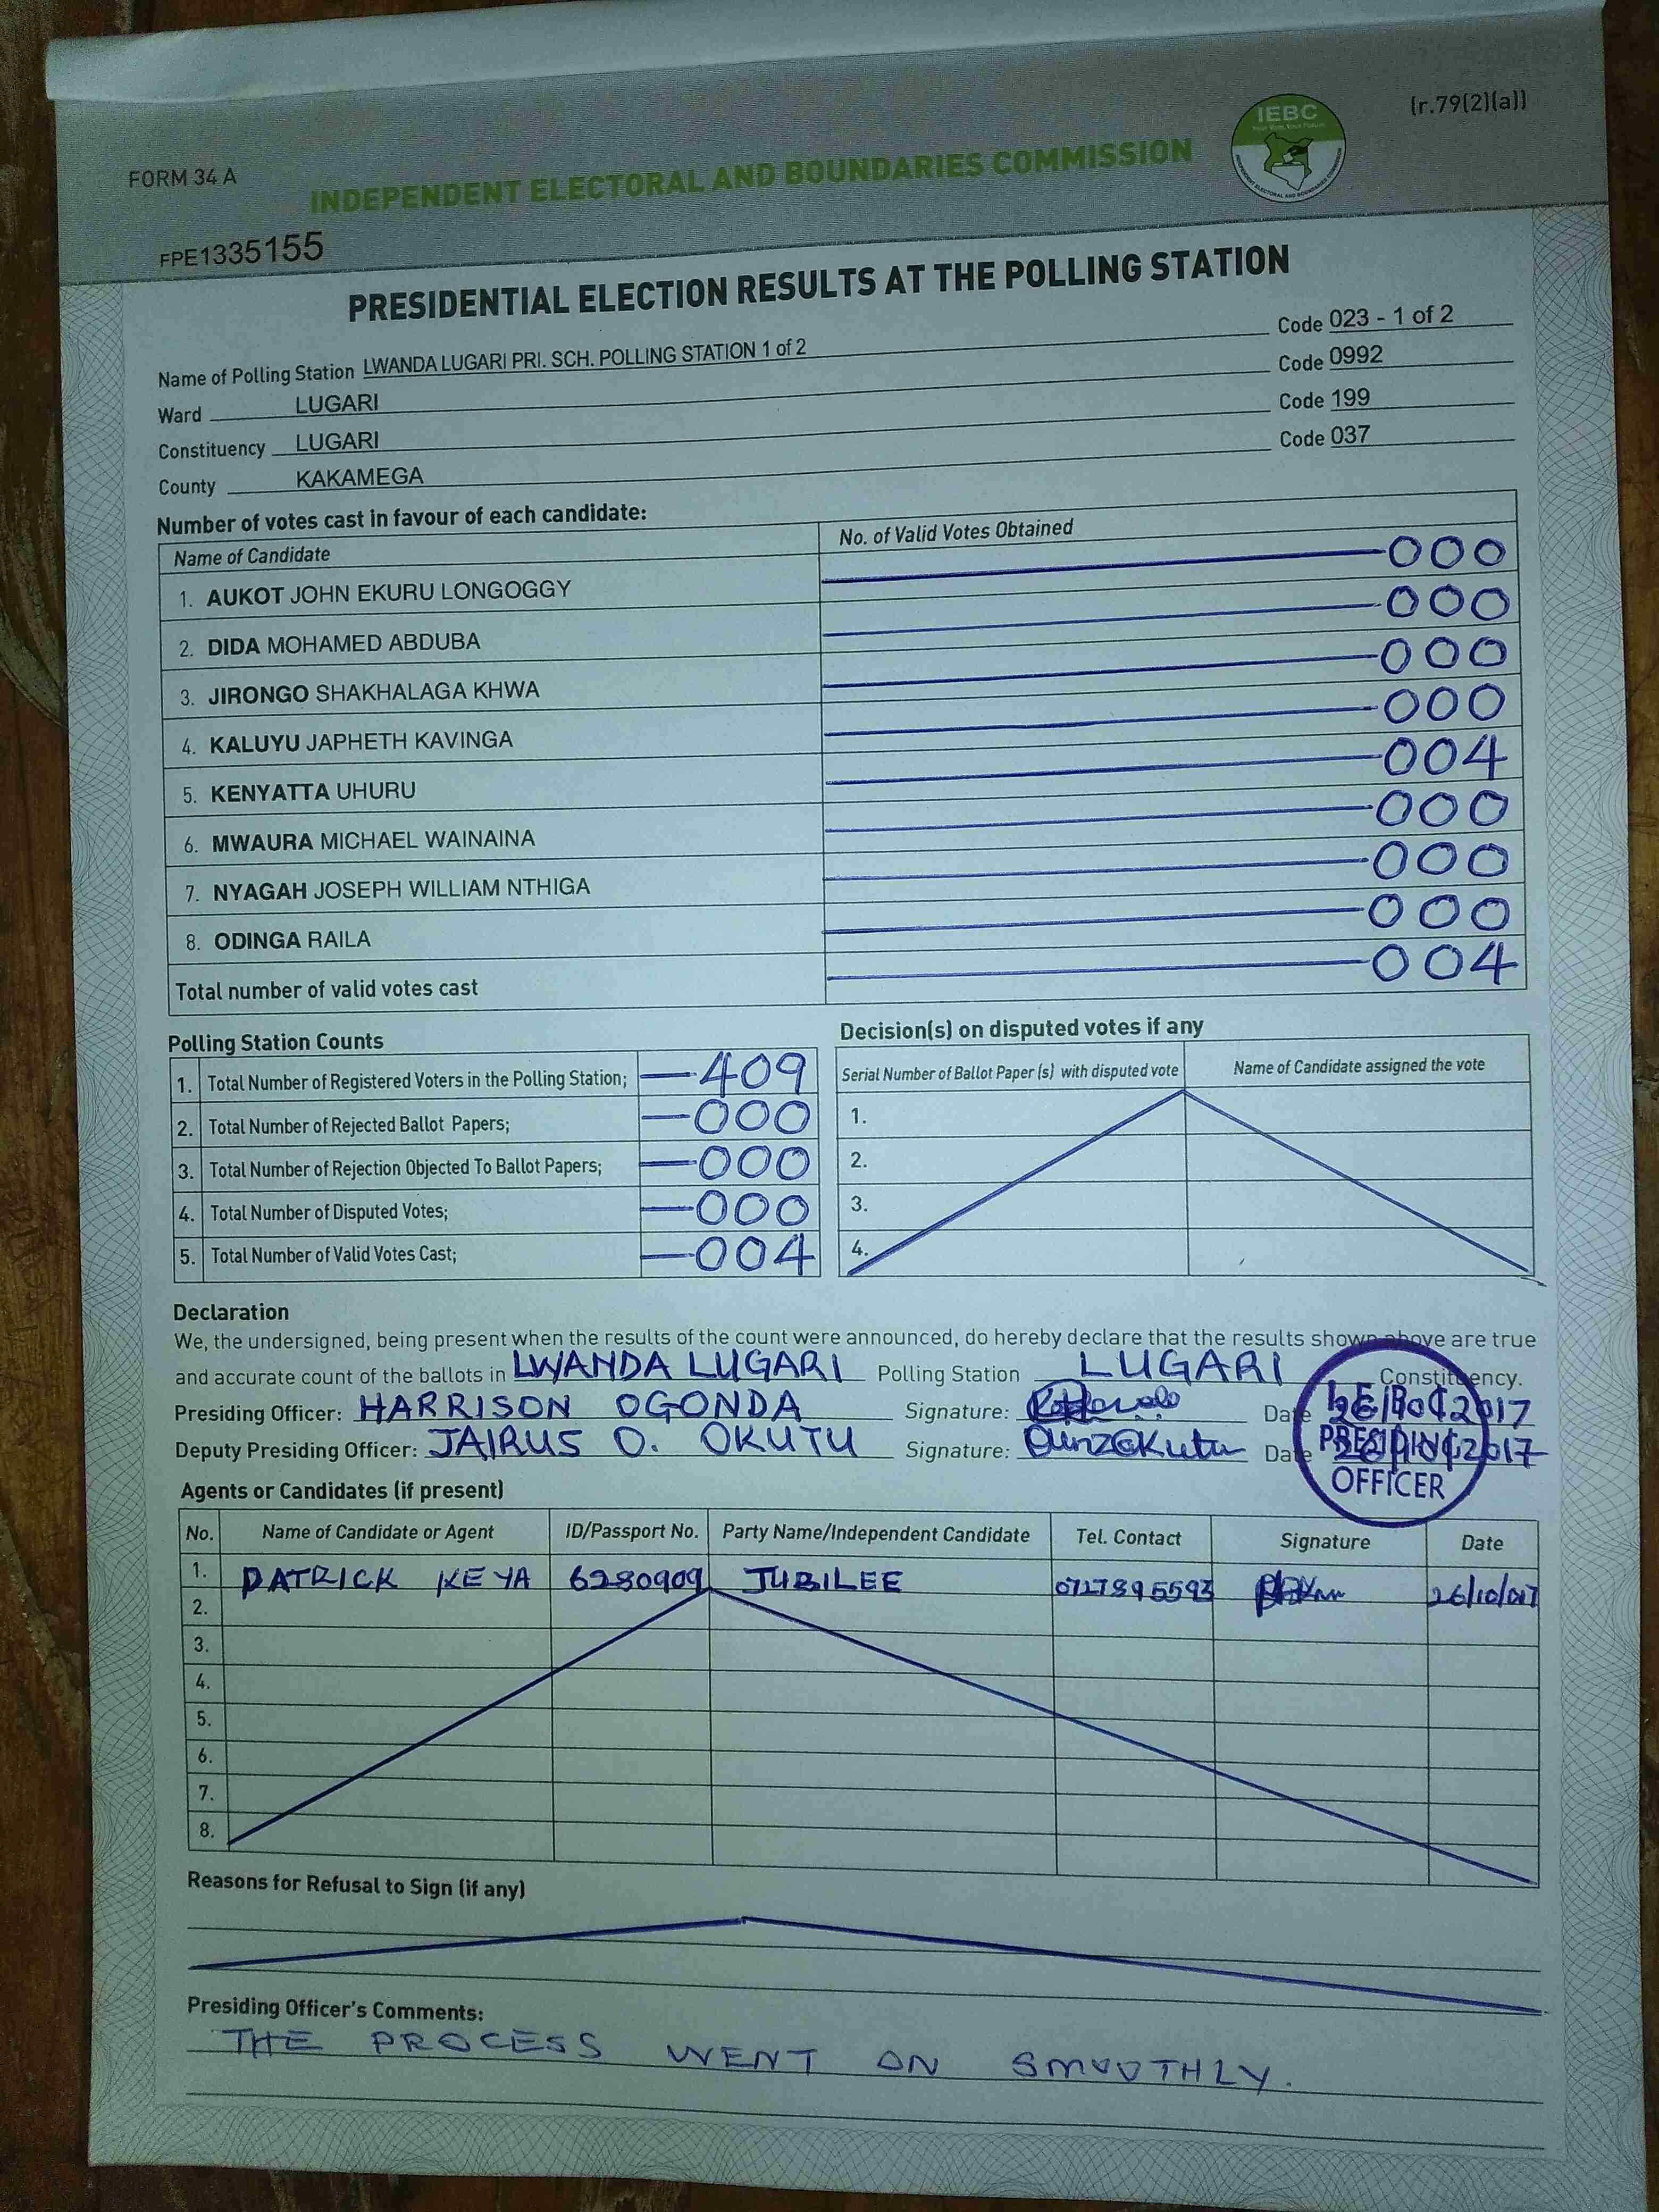 (r.79(2)(a))
IEBC
FORM 34 A
INDEPENDENT ELECTORAL AND BOUNDARIES COMMISSION
FPE1335155
PRESIDENTIAL ELECTION RESULTS AT THE POLLING STATION
Name of Polling Station LWANDA LUGARI PRI. SCH. POLLING STATION 1 of 2 Code 023 - 1 of 2
Ward LUGARI Code 0992
Constituency LUGARI Code 199
County KAKAMEGA Code 037
Number of votes cast in favour of each candidate:
Name of Candidate No. of Valid Votes Obtained
1. AUKOT JOHN EKURU LONGOGGY 000
2. DIDA MOHAMED ABDUBA 000
3. JIRONGO SHAKHALAGA KHWA 000
4. KALUYU JAPHETH KAVINGA 000
5. KENYATTA UHURU 004
6. MWAURA MICHAEL WAINAINA 000
7. NYAGAH JOSEPH WILLIAM NTHIGA 000
8. ODINGA RAILA 000
Total number of valid votes cast 004
Polling Station Counts
1. Total Number of Registered Voters in the Polling Station; 409
2. Total Number of Rejected Ballot Papers; 000
3. Total Number of Rejection Objected To Ballot Papers; 000
4. Total Number of Disputed Votes; 000
5. Total Number of Valid Votes Cast; 004
Decision(s) on disputed votes if any
Serial Number of Ballot Paper (s) with disputed vote Name of Candidate assigned the vote
1.
2.
3.
4.
Declaration
We, the undersigned, being present when the results of the count were announced, do hereby declare that the results shown above are true
and accurate count of the ballots in LWANDA LUGARI Polling Station LUGARI Constituency.
Presiding Officer: HARRISON OGONDA Signature: Date 26/10/2017
Deputy Presiding Officer: JAIRUS O. OKUTU Signature: Date 26/10/2017
IEBC
PRESIDING
OFFICER
Agents or Candidates (if present)
No. Name of Candidate or Agent ID/Passport No. Party Name/Independent Candidate Tel. Contact Signature Date
1. PATRICK KEYA 6280909 JUBILEE 0727895593 26/10/2017
2.
3.
4.
5.
6.
7.
8.
Reasons for Refusal to Sign (if any)
Presiding Officer's Comments:
THE PROCESS WENT ON SMOOTHLY.